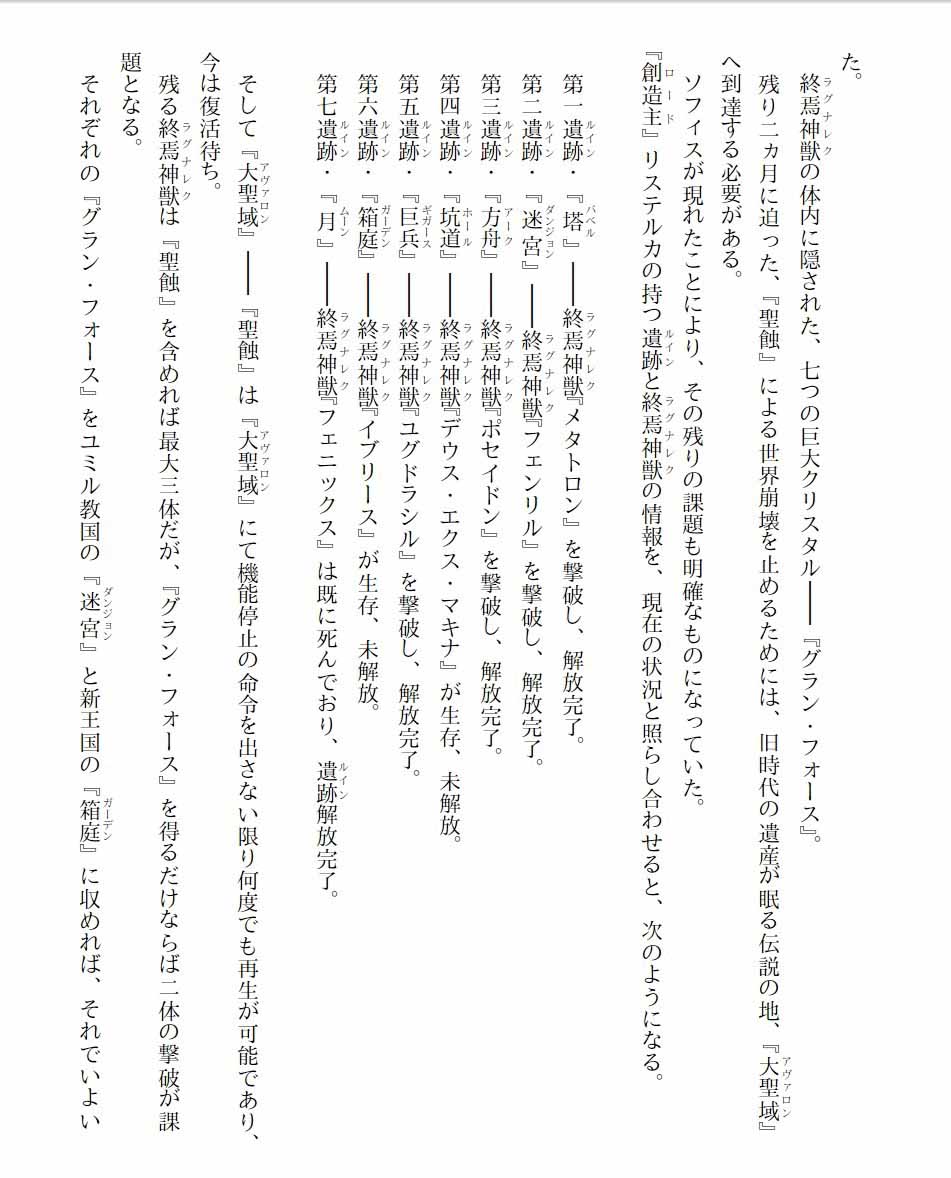 た。
終焉神獣の体内に隠された、七つの巨大クリスタル――『グラン・フォース』。
残り二ヵ月に迫った、『聖蝕』による世界崩壊を止めるためには、旧時代の遺産が眠る伝説の地、『大聖域』
へ到達する必要がある。
ソフィスが現れたことにより、その残りの課題も明確なものになっていた。
『創造主』リステルカの持つ遺跡と終焉神獣の情報を、現在の状況と照らし合わせると、次のようになる。
第一遺跡・『塔』――終焉神獣『メタトロン』を撃破し、解放完了。
第二遺跡・『迷宮』――終焉神獣『フェンリル』を撃破し、解放完了。
第三遺跡・『方舟』――終焉神獣『ポセイドン』を撃破し、解放完了。
第四遺跡・『坑道』――終焉神獣『デウス・エクス・マキナ』が生存、未解放。
第五遺跡・『巨兵』――終焉神獣『ユグドラシル』を撃破し、解放完了。
第六遺跡・『箱庭』――終焉神獣『イブリース』が生存、未解放。
第七遺跡・『月』――終焉神獣『フェニックス』は既に死んでおり、遺跡解放完了。
そして『大聖域』――『聖蝕』は『大聖域』にて機能停止の命令を出さない限り何度でも再生が可能であり、
今は復活待ち。
残る終焉神獣は『聖蝕』を含めれば最大三体だが、『グラン・フォース』を得るだけならば二体の撃破が課
題となる。
それぞれの『グラン・フォース』をユミル教国の『迷宮』と新王国の『箱庭』に収めれば、それでいよい